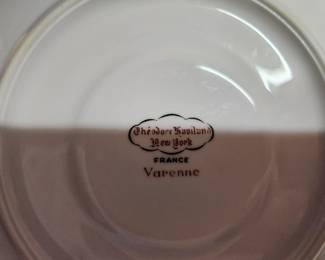 Théodore Haviland
New York
FRANCE
Varenne